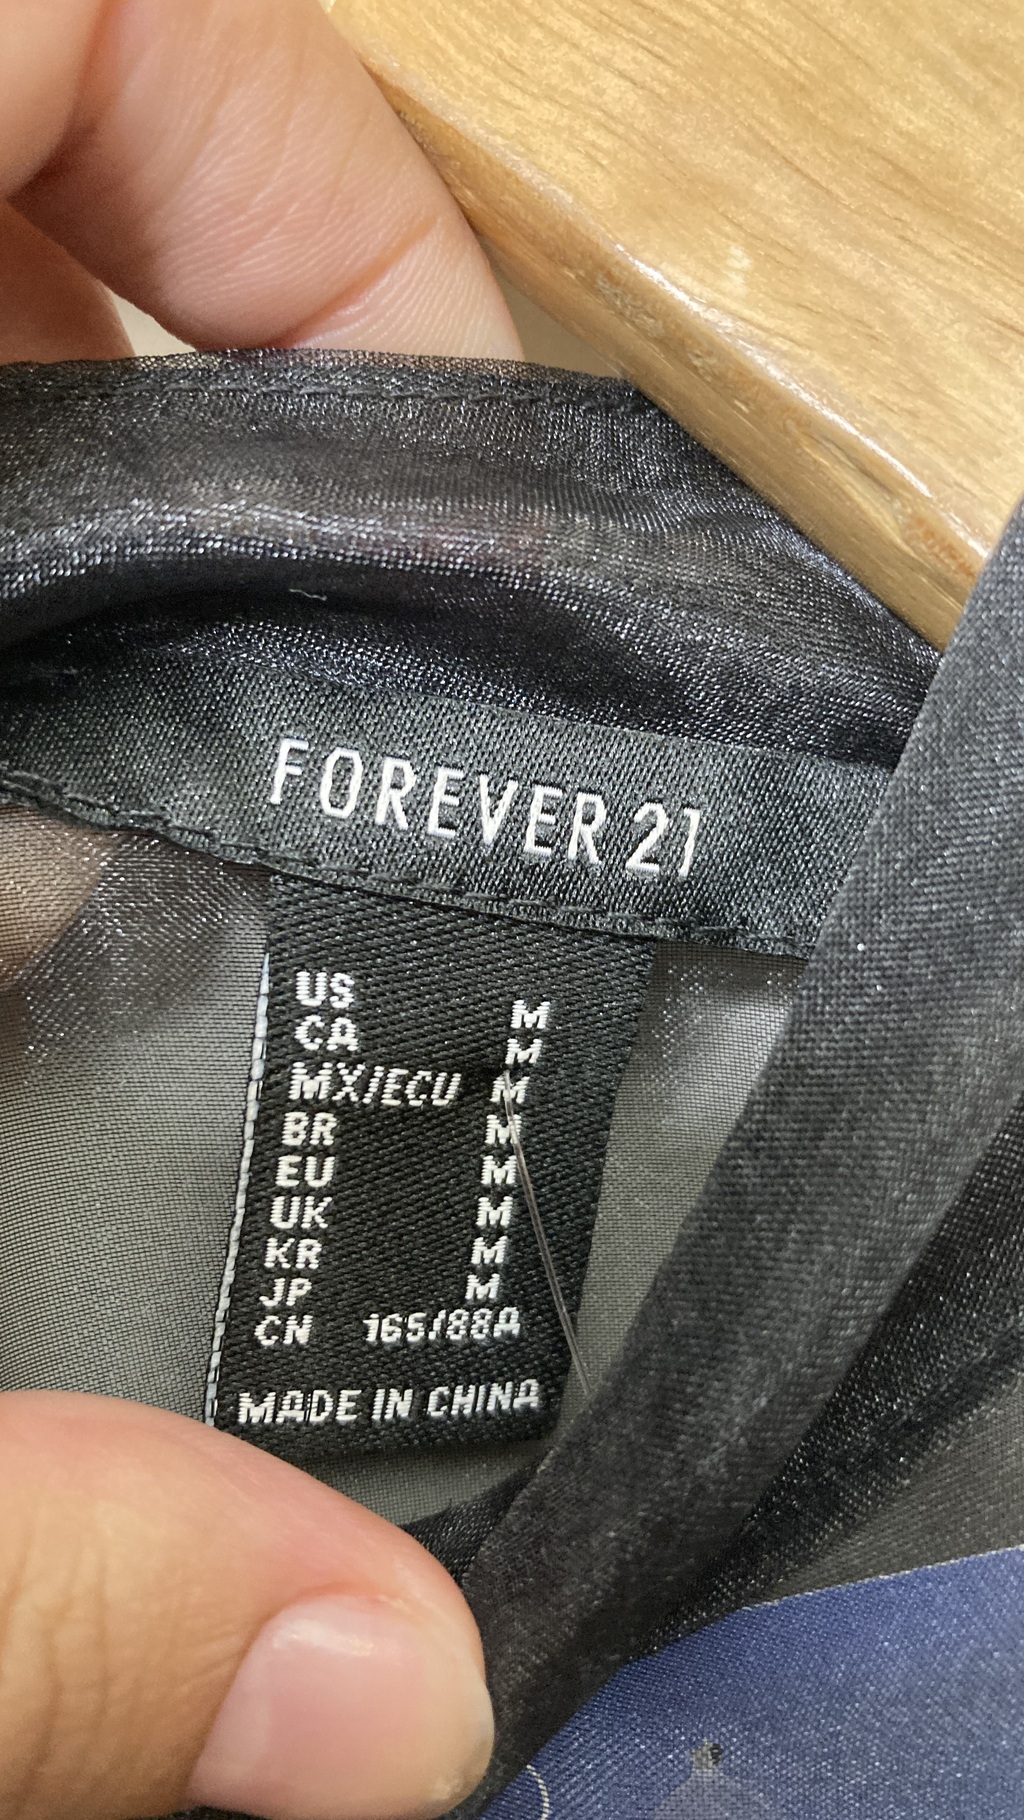 FOREVER 21
US M
CA M
MX/ECU M
BR M
EU M
UK M
KR M
JP M
CN 165/88A
MADE IN CHINA